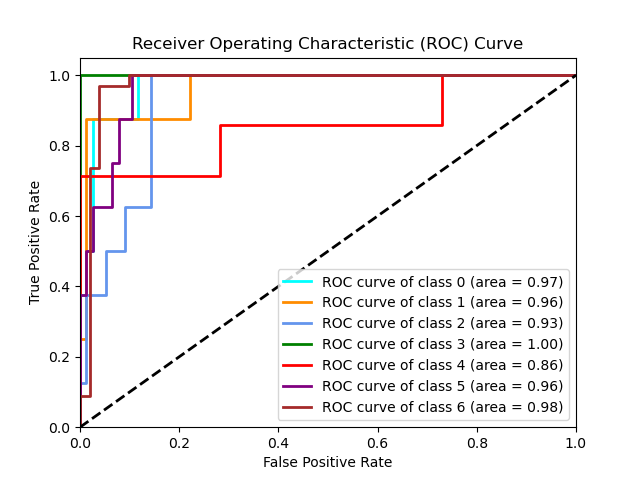 Receiver Operating Characteristic (ROC) Curve
True Positive Rate
1.0
0.8
0.6
0.4
0.2
0.0
ROC curve of class 0 (area = 0.97)
ROC curve of class 1 (area = 0.96)
ROC curve of class 2 (area = 0.93)
ROC curve of class 3 (area = 1.00)
ROC curve of class 4 (area = 0.86)
ROC curve of class 5 (area = 0.96)
ROC curve of class 6 (area = 0.98)
0.0 0.2 0.4 0.6 0.8 1.0
False Positive Rate